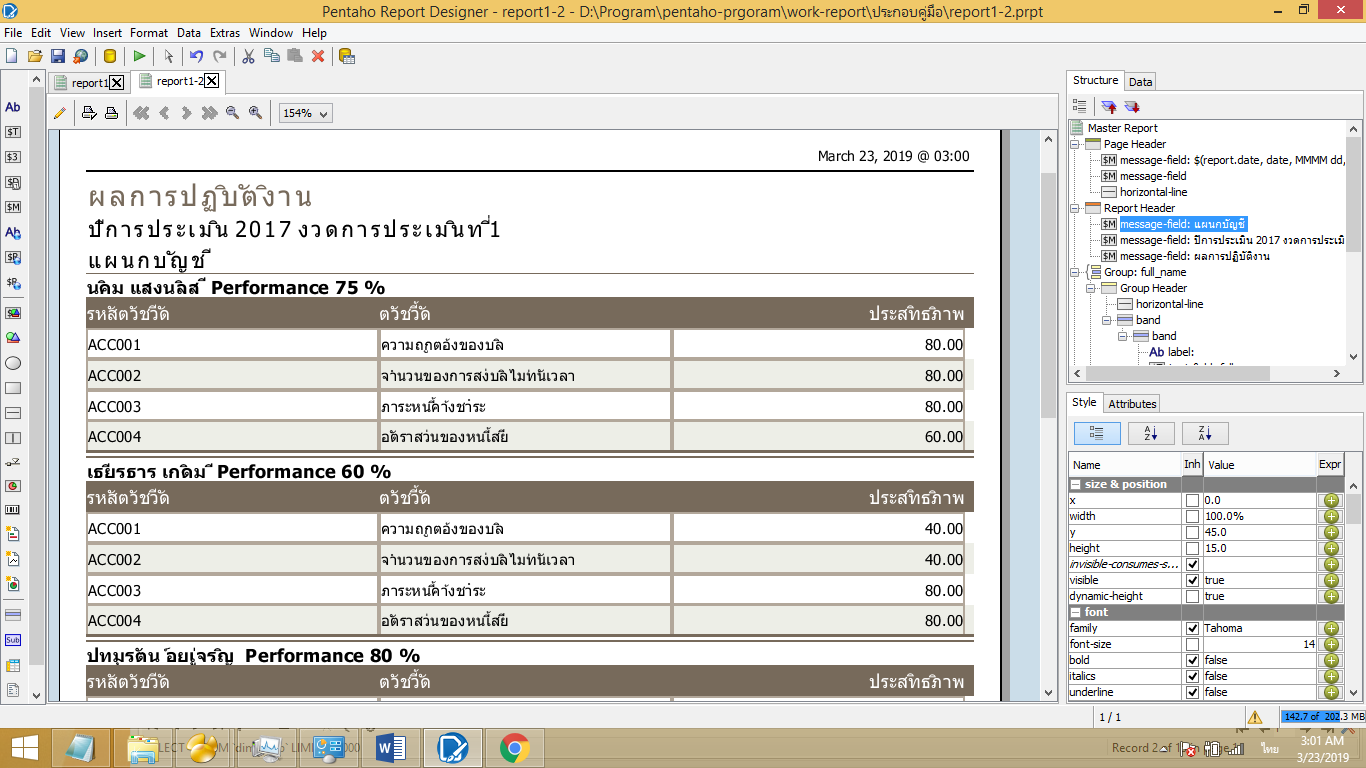 Pentaho Report Designer - report1-2 - D:\Program\pentaho-prgoram\work-report\ประกอบคู่มือ\report1-2.prpt
File Edit View Insert Format Data Extras Window Help
report1 report1-2
154%
March 23, 2019 @ 03:00
ผลการปฏิบัติงาน
ปีการประเมิน 2017 งวดการประเมินที่ 1
แผนกบัญชี
นคิม แสงนลิสี Performance 75 %
รหัสตัวชี้วัด ตัวชี้วัด ประสิทธิภาพ
ACC001 ความถูกต้องของบิล 80.00
ACC002 จำนวนของการส่งบิลไม่ทันเวลา 80.00
ACC003 ภาระหนี้ค้างชำระ 80.00
ACC004 อัตราส่วนของหนี้เสีย 60.00
เธียรธาร Performance 60 %
รหัสตัวชี้วัด ตัวชี้วัด ประสิทธิภาพ
ACC001 ความถูกต้องของบิล 40.00
ACC002 จำนวนของการส่งบิลไม่ทันเวลา 40.00
ACC003 ภาระหนี้ค้างชำระ 80.00
ACC004 อัตราส่วนของหนี้เสีย 80.00
Performance 80 %
รหัสตัวชี้วัด ตัวชี้วัด ประสิทธิภาพ
Ab
Sub
Structure Data
Master Report
Page Header
message-field: $(report.date, date, MMMM dd,
message-field
horizontal-line
Report Header
message-field: แผนกบัญชี
message-field: ปีการประเมิน 2017 งวดการประเมิ
message-field: ผลการปฏิบัติงาน
Group: full_name
Group Header
horizontal-line
band
band
Ab label:
Style Attributes
Name Inh Value Expr
size & position
x 0.0
width 100.0%
y 45.0
height 15.0
invisible-consumes-s...
visible true
dynamic-height true
font
family Tahoma
font-size 14
bold false
italics false
underline false
1 / 1 142.7 of 202.3 MB
ไทย 3:01 AM
3/23/2019